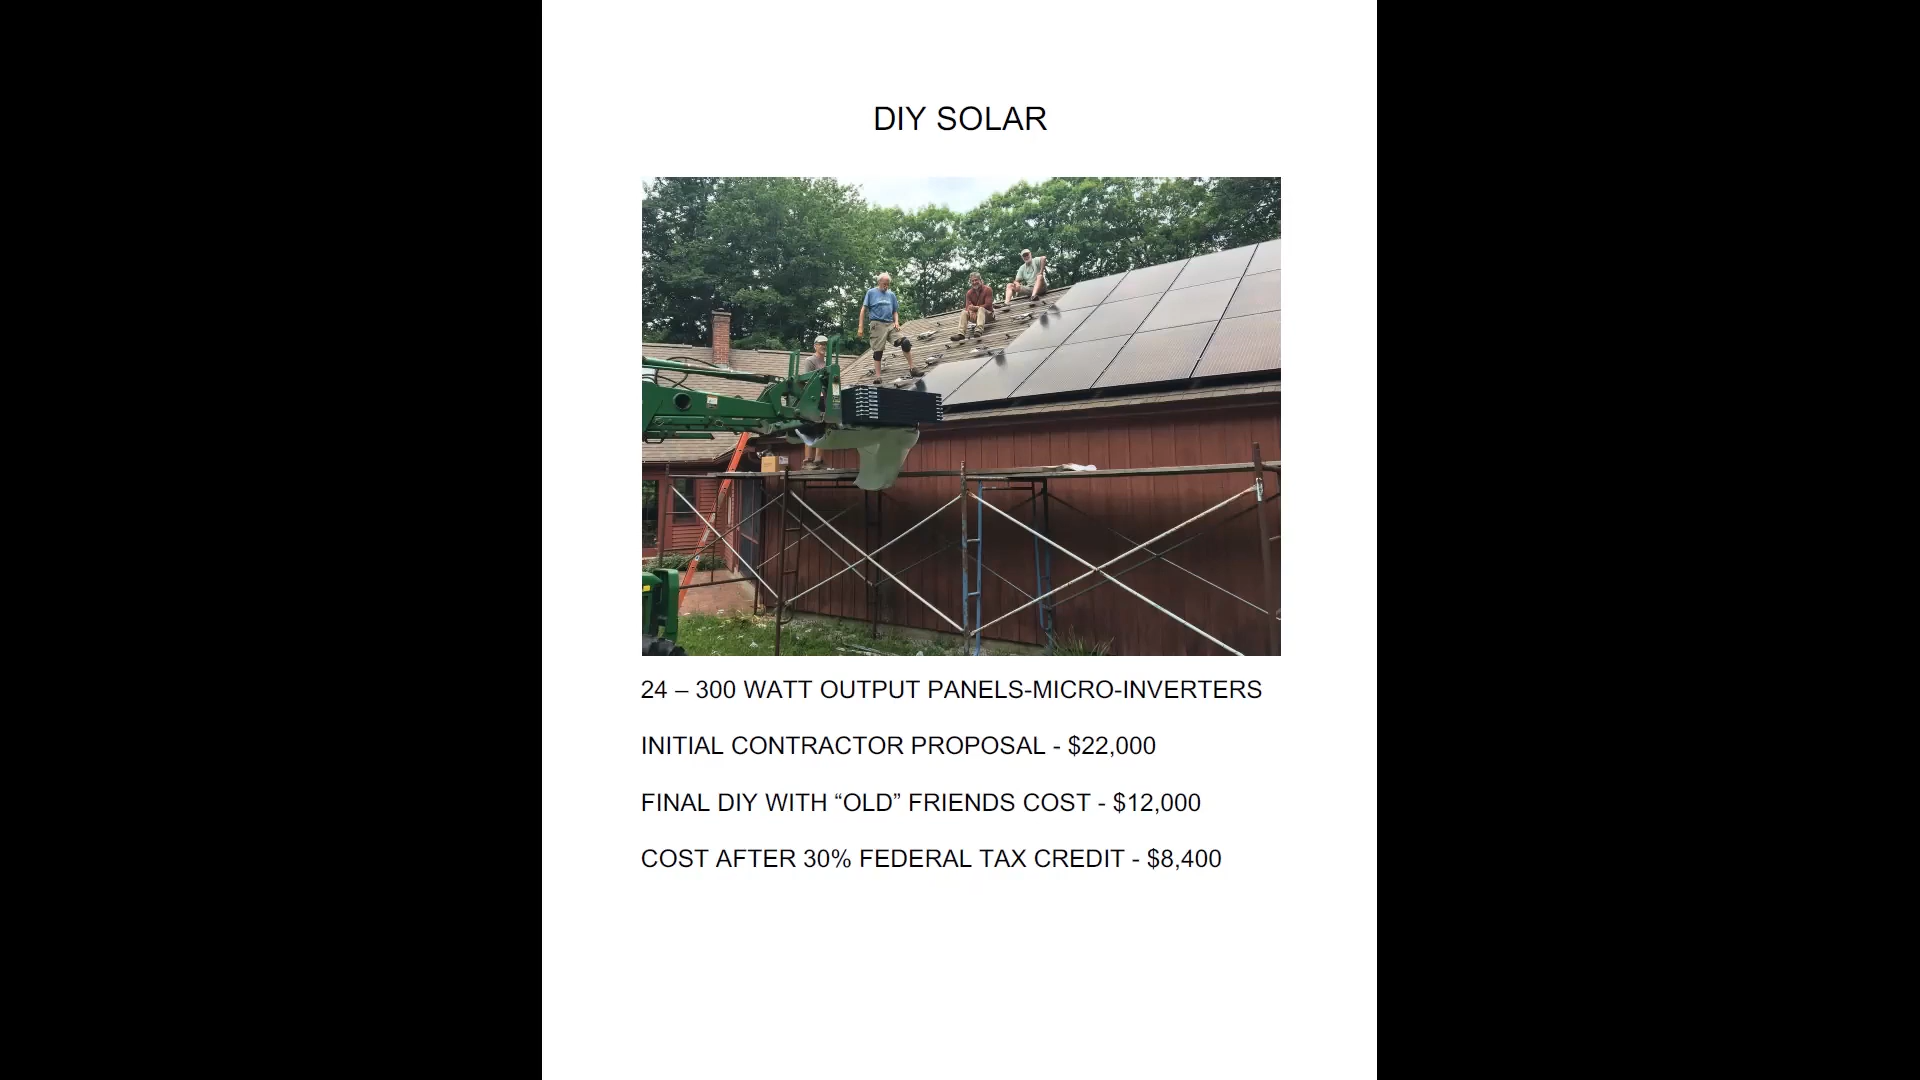 DIY SOLAR
24 – 300 WATT OUTPUT PANELS-MICRO-INVERTERS
INITIAL CONTRACTOR PROPOSAL - $22,000
FINAL DIY WITH “OLD” FRIENDS COST - $12,000
COST AFTER 30% FEDERAL TAX CREDIT - $8,400